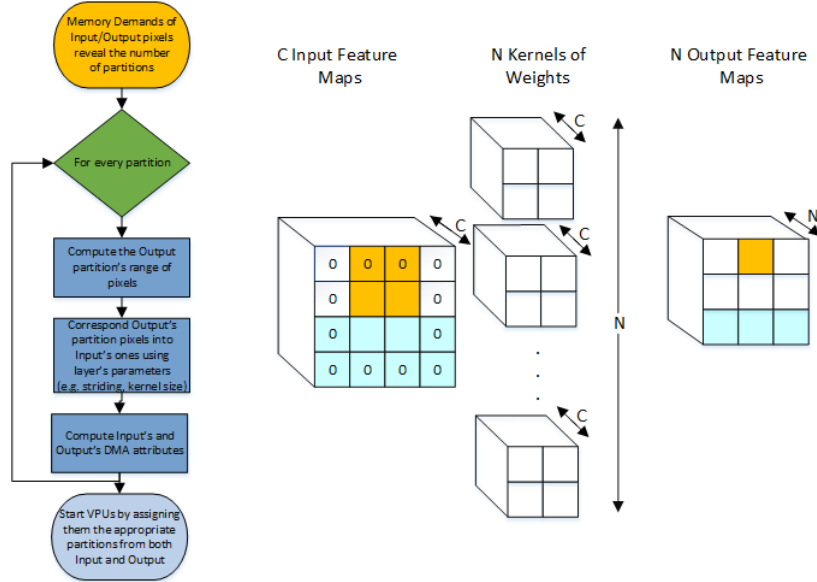 Memory Demands of
Input/Output pixels
reveal the number
of partitions
For every partition
Compute the Output
partition's range of
pixels
Correspond Output's
partition pixels into
Input's ones using
layer's parameters
(e.g. striding, kernel size)
Compute Input's and
Output's DMA attributes
Start VPUs by assigning
them the appropriate
partitions from both
Input and Output
C Input Feature
Maps
C
0 0 0 0
0 0
0 0
0 0 0 0
N Kernels of
Weights
C
C
C
N
N Output Feature
Maps
N